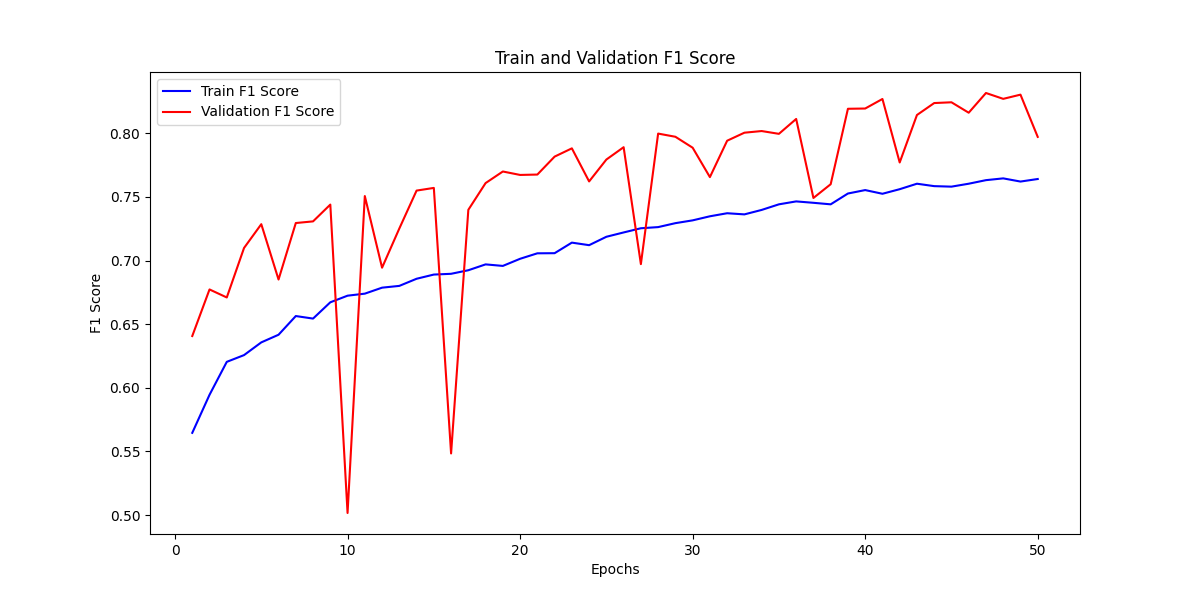 Train and Validation F1 Score
Train F1 Score
Validation F1 Score
F1 Score
0.80
0.75
0.70
0.65
0.60
0.55
0.50
0 10 20 30 40 50
Epochs